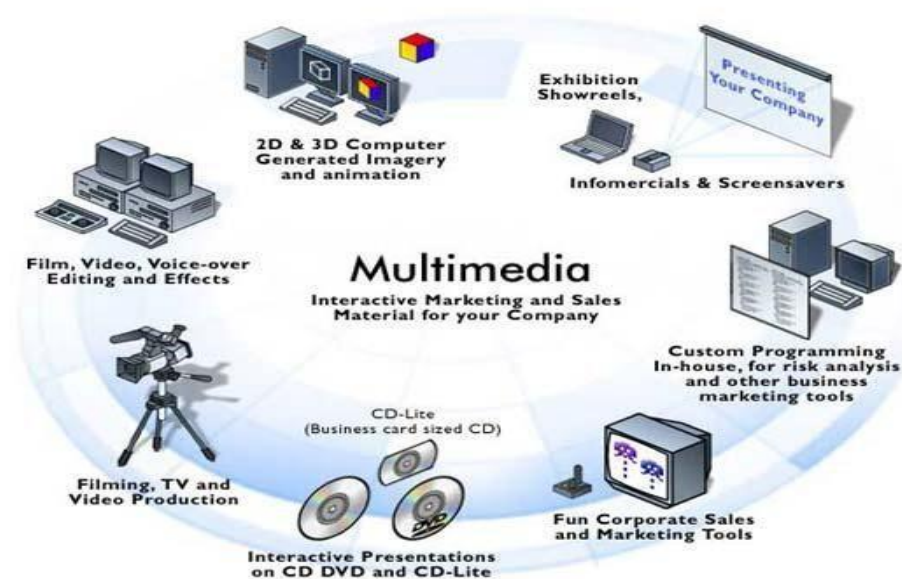 2D & 3D Computer
Generated Imagery
and animation
Exhibition
Showreels,
Presenting
Your Company
Infomercials & Screensavers
Film, Video, Voice-over
Editing and Effects
Multimedia
Interactive Marketing and Sales
Material for your Company
Custom Programming
In-house, for risk analysis
and other business
marketing tools
Filming, TV and
Video Production
CD-Lite
(Business card sized CD)
DVD
Interactive Presentations
on CD DVD and CD-Lite
Fun Corporate Sales
and Marketing Tools